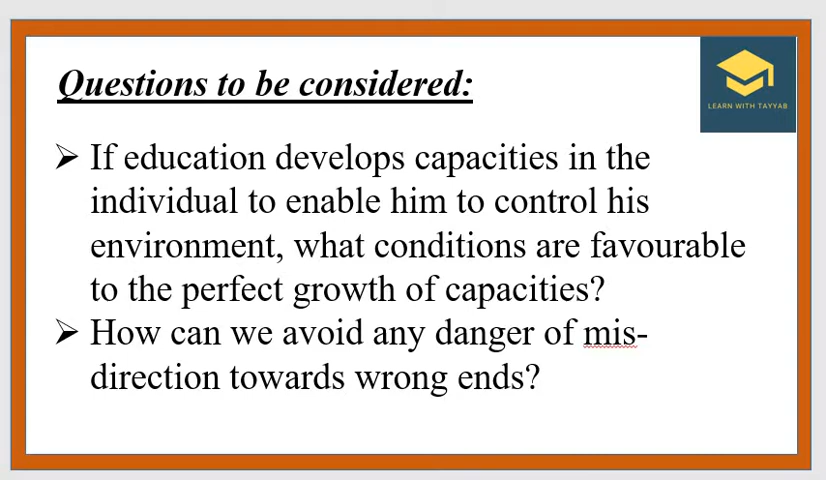 Questions to be considered:
LEARN WITH TAYYAB
➢ If education develops capacities in the
individual to enable him to control his
environment, what conditions are favourable
to the perfect growth of capacities?
➢ How can we avoid any danger of mis-
direction towards wrong ends?